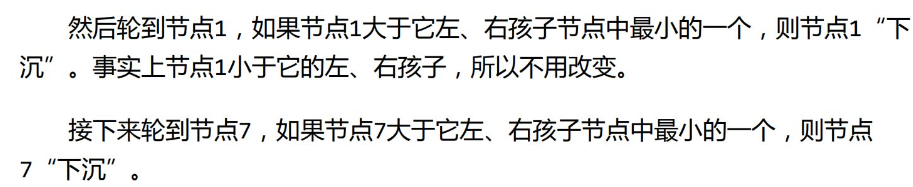 然后轮到节点1，如果节点1大于它左、右孩子节点中最小的一个，则节点1“下
沉”。事实上节点1小于它的左、右孩子，所以不用改变。
接下来轮到节点7，如果节点7大于它左、右孩子节点中最小的一个，则节点
7“下沉”。